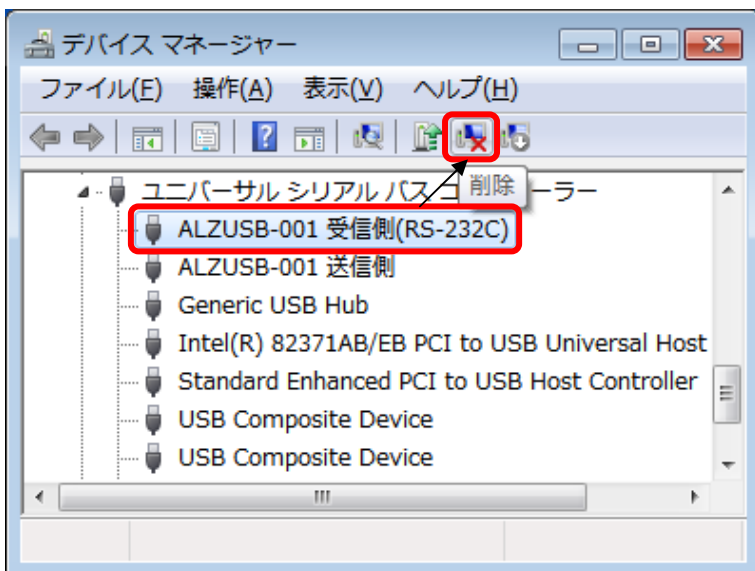 デバイス マネージャー
ファイル(F) 操作(A) 表示(V) ヘルプ(H)
ユニバーサル シリアル バス コ
ーラー
削除
ALZUSB-001 受信側(RS-232C)
ALZUSB-001 送信側
Generic USB Hub
Intel(R) 82371AB/EB PCI to USB Universal Host
Standard Enhanced PCI to USB Host Controller
USB Composite Device
USB Composite Device